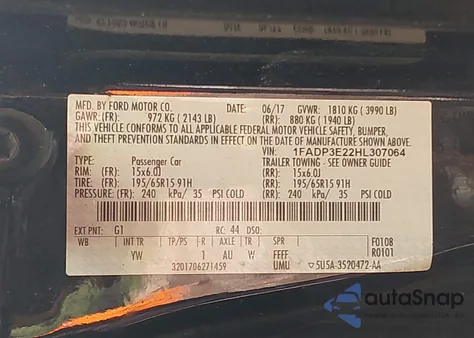 MFD. BY FORD MOTOR CO.
DATE: 06/17 GVWR: 1810 KG ( 3990 LB)
GAWR: (FR): 972 KG ( 2143 LB) (RR): 880 KG ( 1940 LB)
THIS VEHICLE CONFORMS TO ALL APPLICABLE FEDERAL MOTOR VEHICLE SAFETY, BUMPER,
AND THEFT PREVENTION STANDARDS IN EFFECT ON THE DATE OF MANUFACTURE SHOWN ABOVE.
VIN: 1FADP3E22HL307064
TYPE: Passenger Car TRAILER TOWING - SEE OWNER GUIDE
RIM: (FR): 15x6.0J (RR): 15x6.0J
TIRE: (FR): 195/65R15 91H (RR): 195/65R15 91H
PRESSURE: (FR): 240 kPa/ 35 PSI COLD (RR): 240 kPa/ 35 PSI COLD
EXT PNT: G1 RC: 44 DSO: F0108
WB INT TR TP/PS R AXLE TR SPR R0101
YW 1 AU E W FFFF
3201706271459 UMU ▽5U5A-3520472-AA
autoSnap